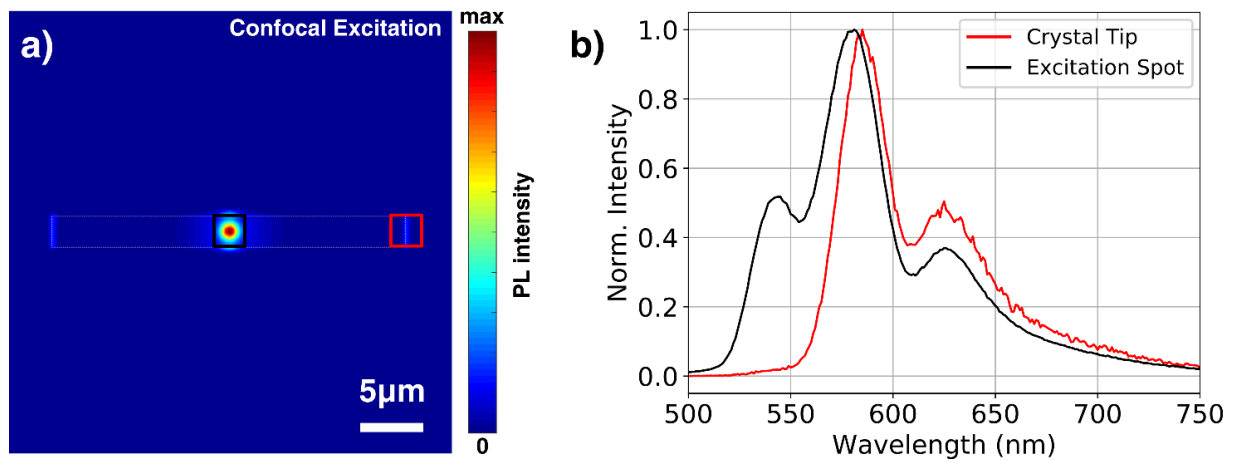 a)
Confocal Excitation
max
PL intensity
0
5μm
b)
Crystal Tip
Excitation Spot
Norm. Intensity
1.0
0.8
0.6
0.4
0.2
0.0
500 550 600 650 700 750
Wavelength (nm)